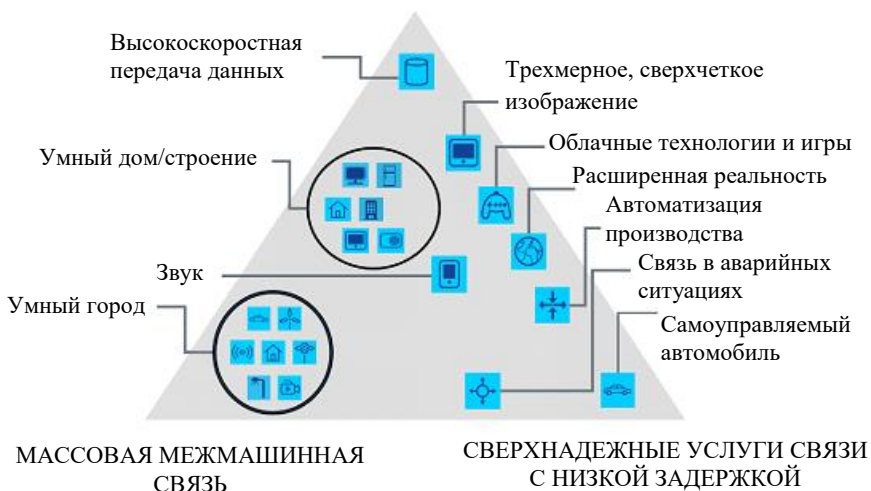 Высокоскоростная
передача данных
Трехмерное, сверхчеткое
изображение
Умный дом/строение
Облачные технологии и игры
Расширенная реальность
Автоматизация
производства
Звук
Связь в аварийных
ситуациях
Умный город
Самоуправляемый
автомобиль
МАССОВАЯ МЕЖМАШИННАЯ
СВЯЗЬ
СВЕРХНАДЕЖНЫЕ УСЛУГИ СВЯЗИ
С НИЗКОЙ ЗАДЕРЖКОЙ